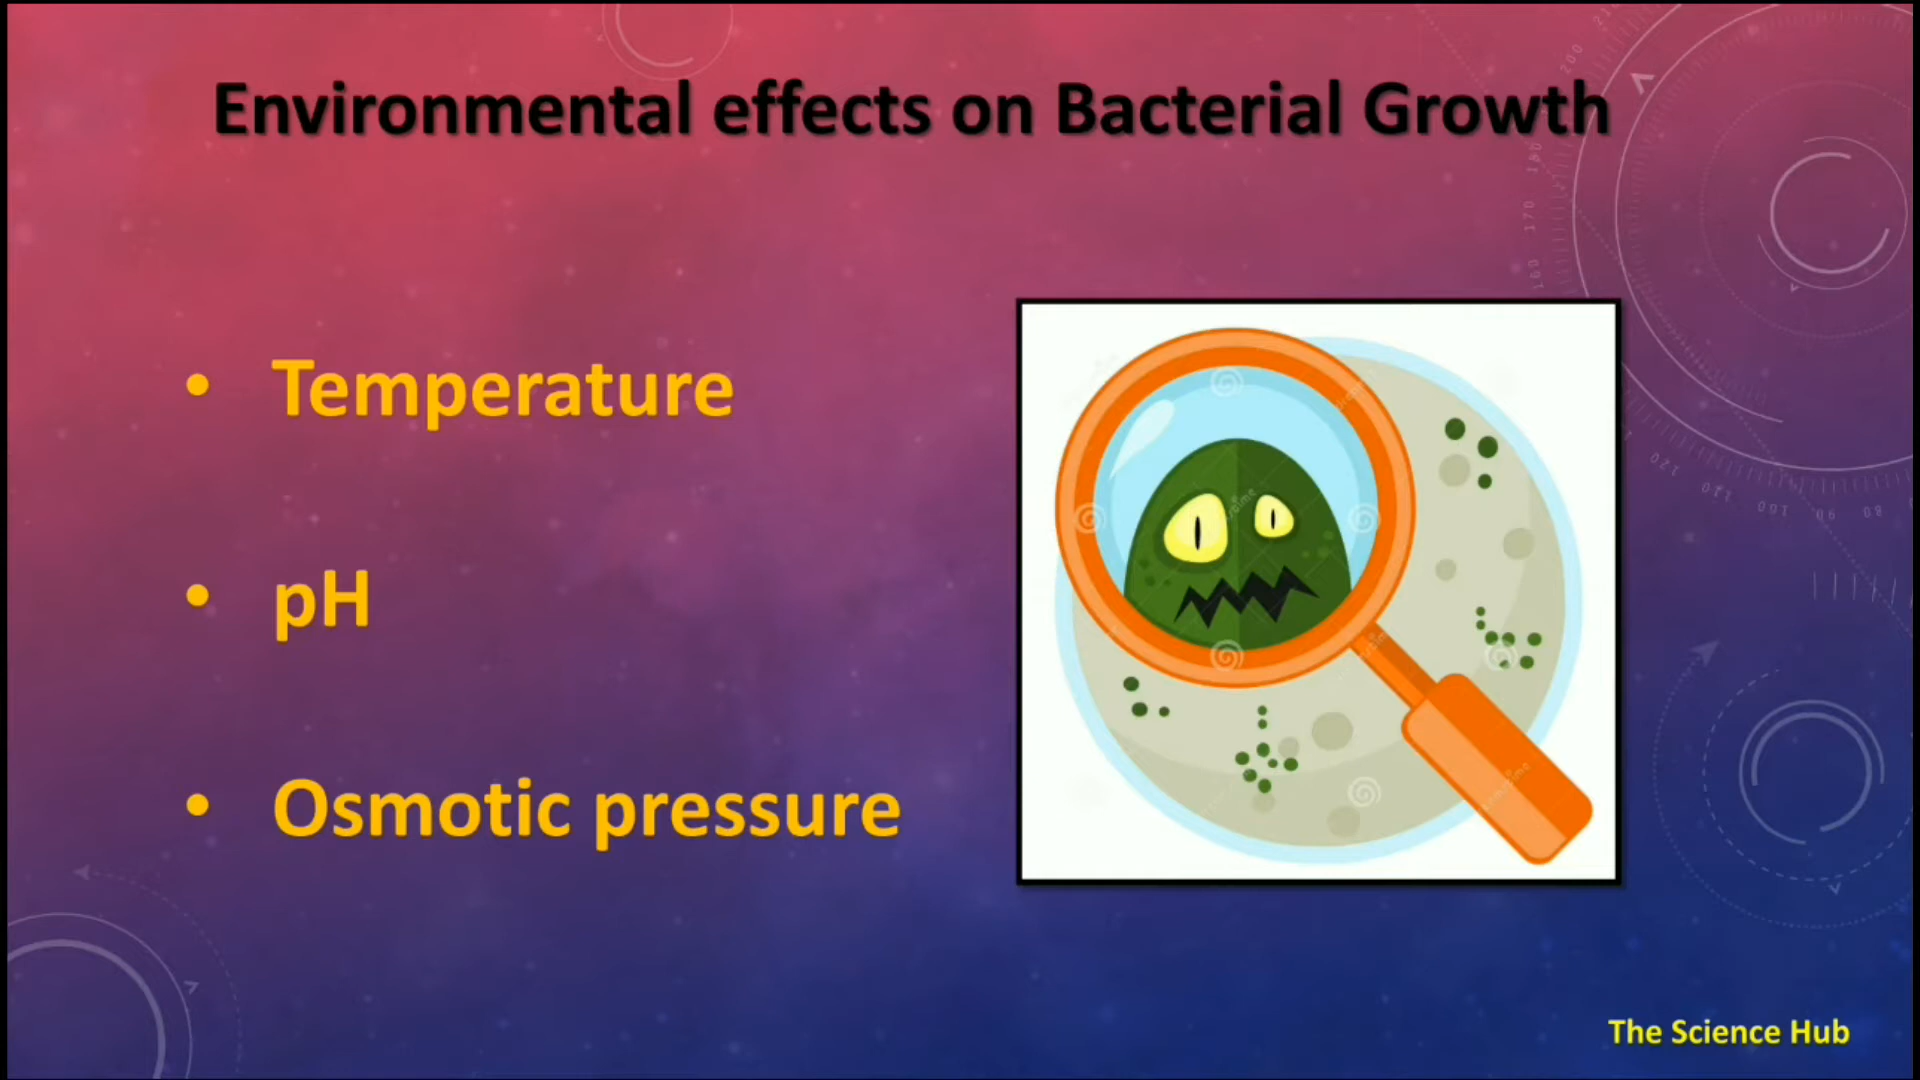 Environmental effects on Bacterial Growth
• Temperature
• pH
• Osmotic pressure
The Science Hub